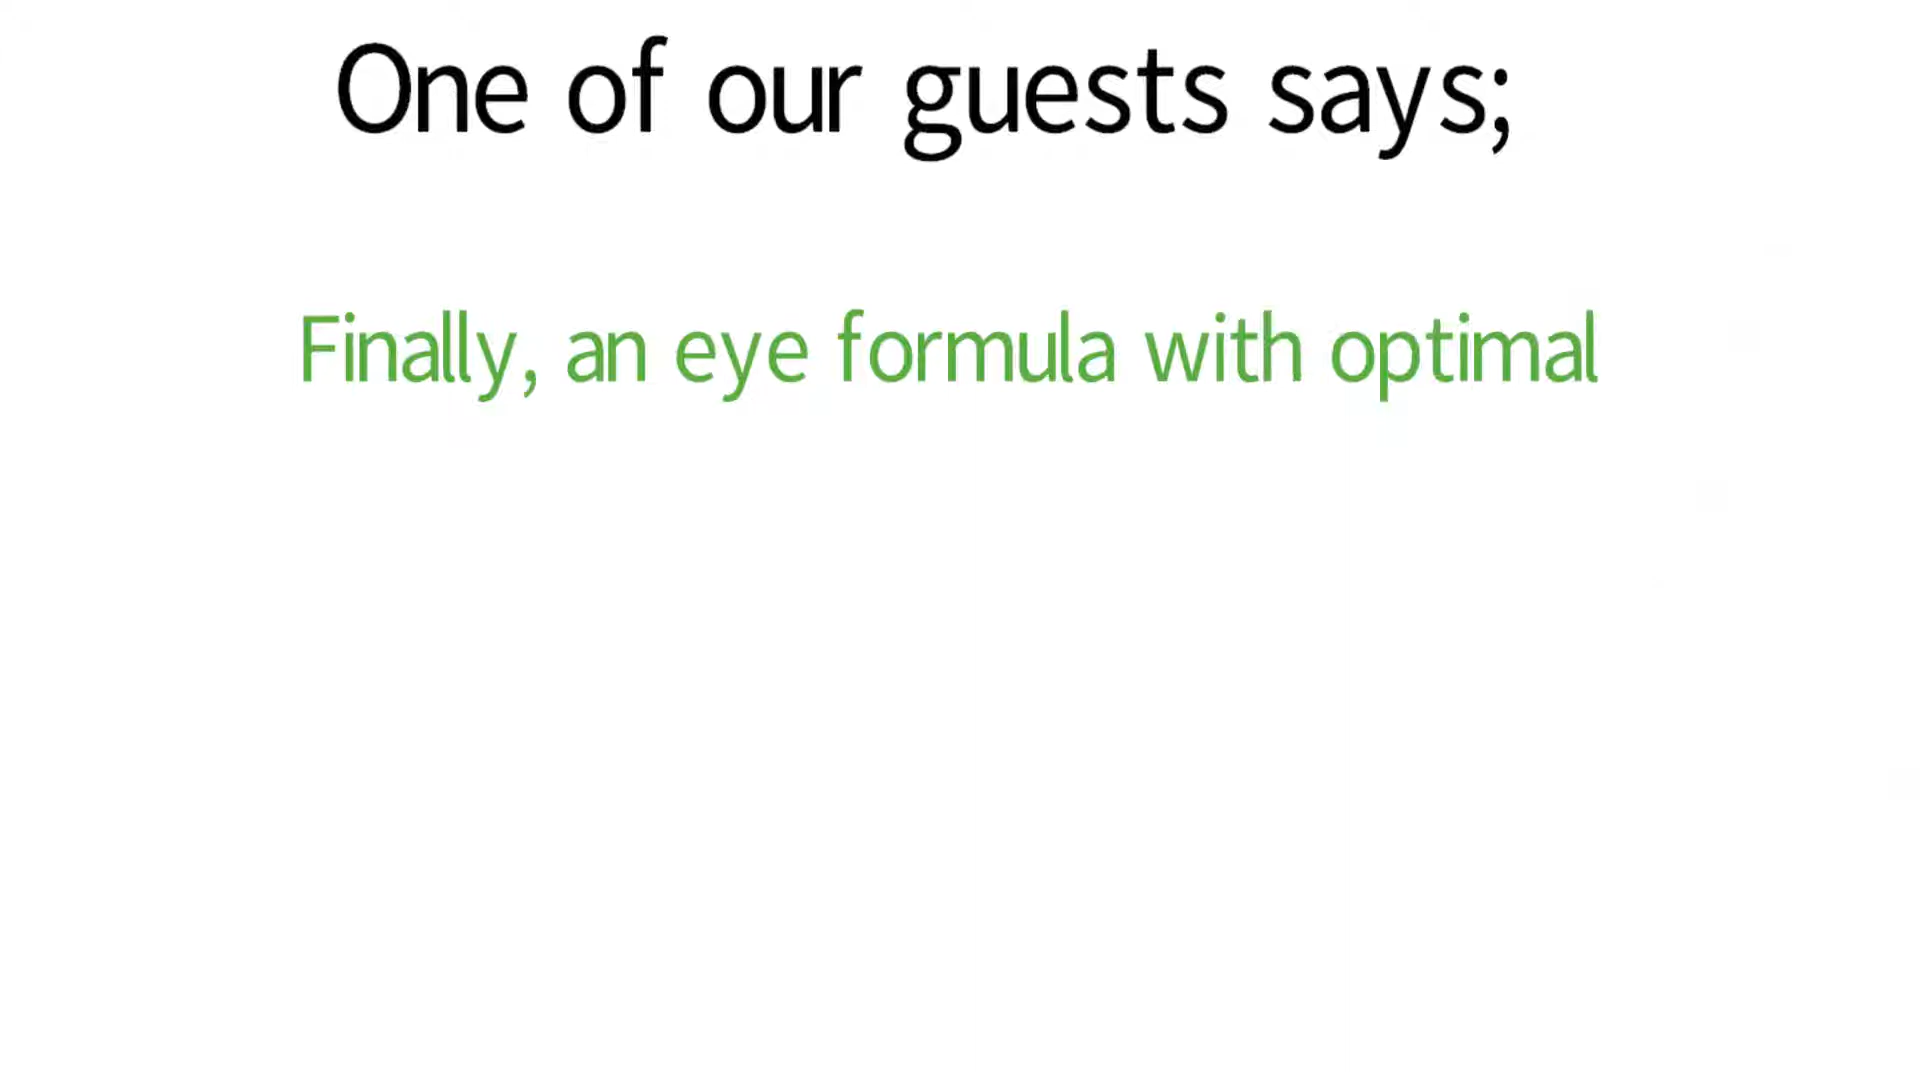 One of our guests says;
Finally, an eye formula with optimal